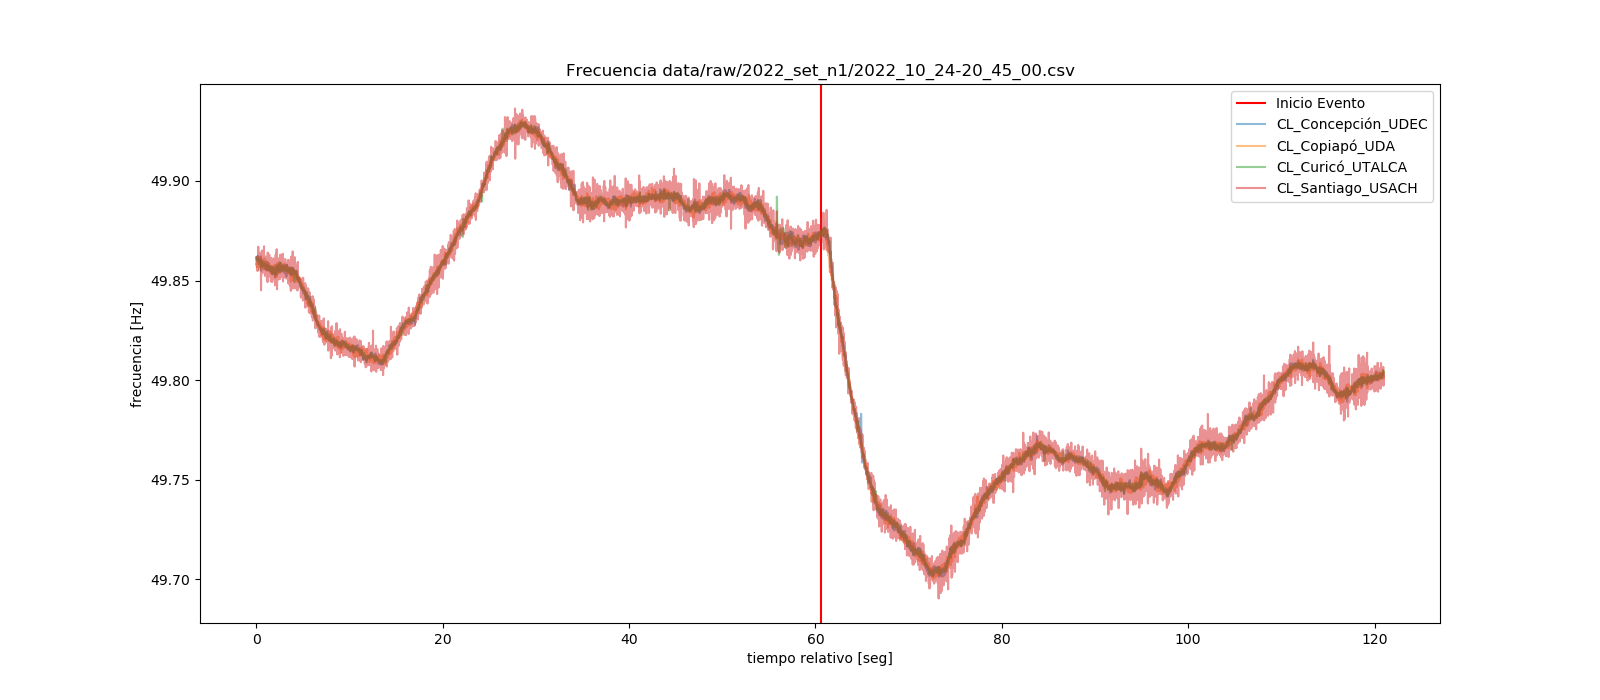 Frecuencia data/raw/2022_set_n1/2022_10_24-20_45_00.csv
Inicio Evento
CL_Concepción_UDEC
CL_Copiapó_UDA
CL_Curicó_UTALCA
CL_Santiago_USACH
frecuencia [Hz]
49.90
49.85
49.80
49.75
49.70
0 20 40 60 80 100 120
tiempo relativo [seg]